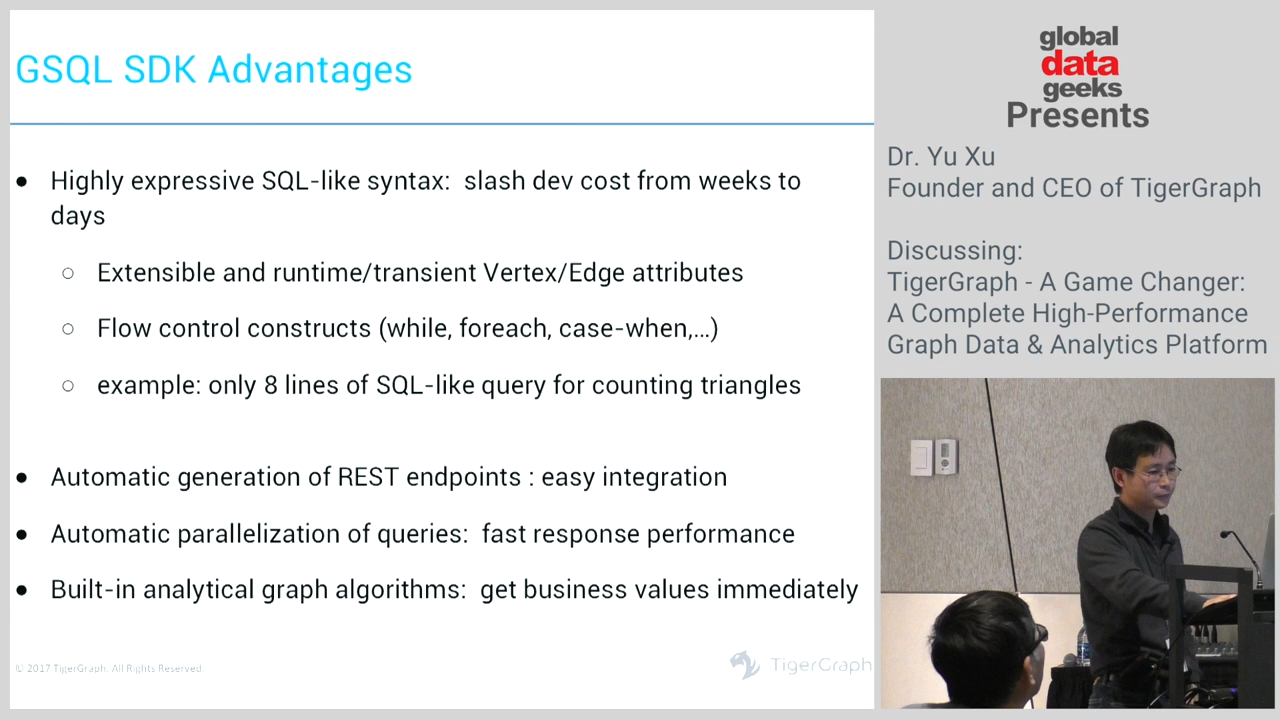 GSQL SDK Advantages
● Highly expressive SQL-like syntax: slash dev cost from weeks to
days
○ Extensible and runtime/transient Vertex/Edge attributes
○ Flow control constructs (while, foreach, case-when,...)
○ example: only 8 lines of SQL-like query for counting triangles
● Automatic generation of REST endpoints : easy integration
● Automatic parallelization of queries: fast response performance
● Built-in analytical graph algorithms: get business values immediately
© 2017 TigerGraph. All Rights Reserved.
TigerGraph
global
data
geeks
Presents
Dr. Yu Xu
Founder and CEO of TigerGraph
Discussing:
TigerGraph - A Game Changer:
A Complete High-Performance
Graph Data & Analytics Platform